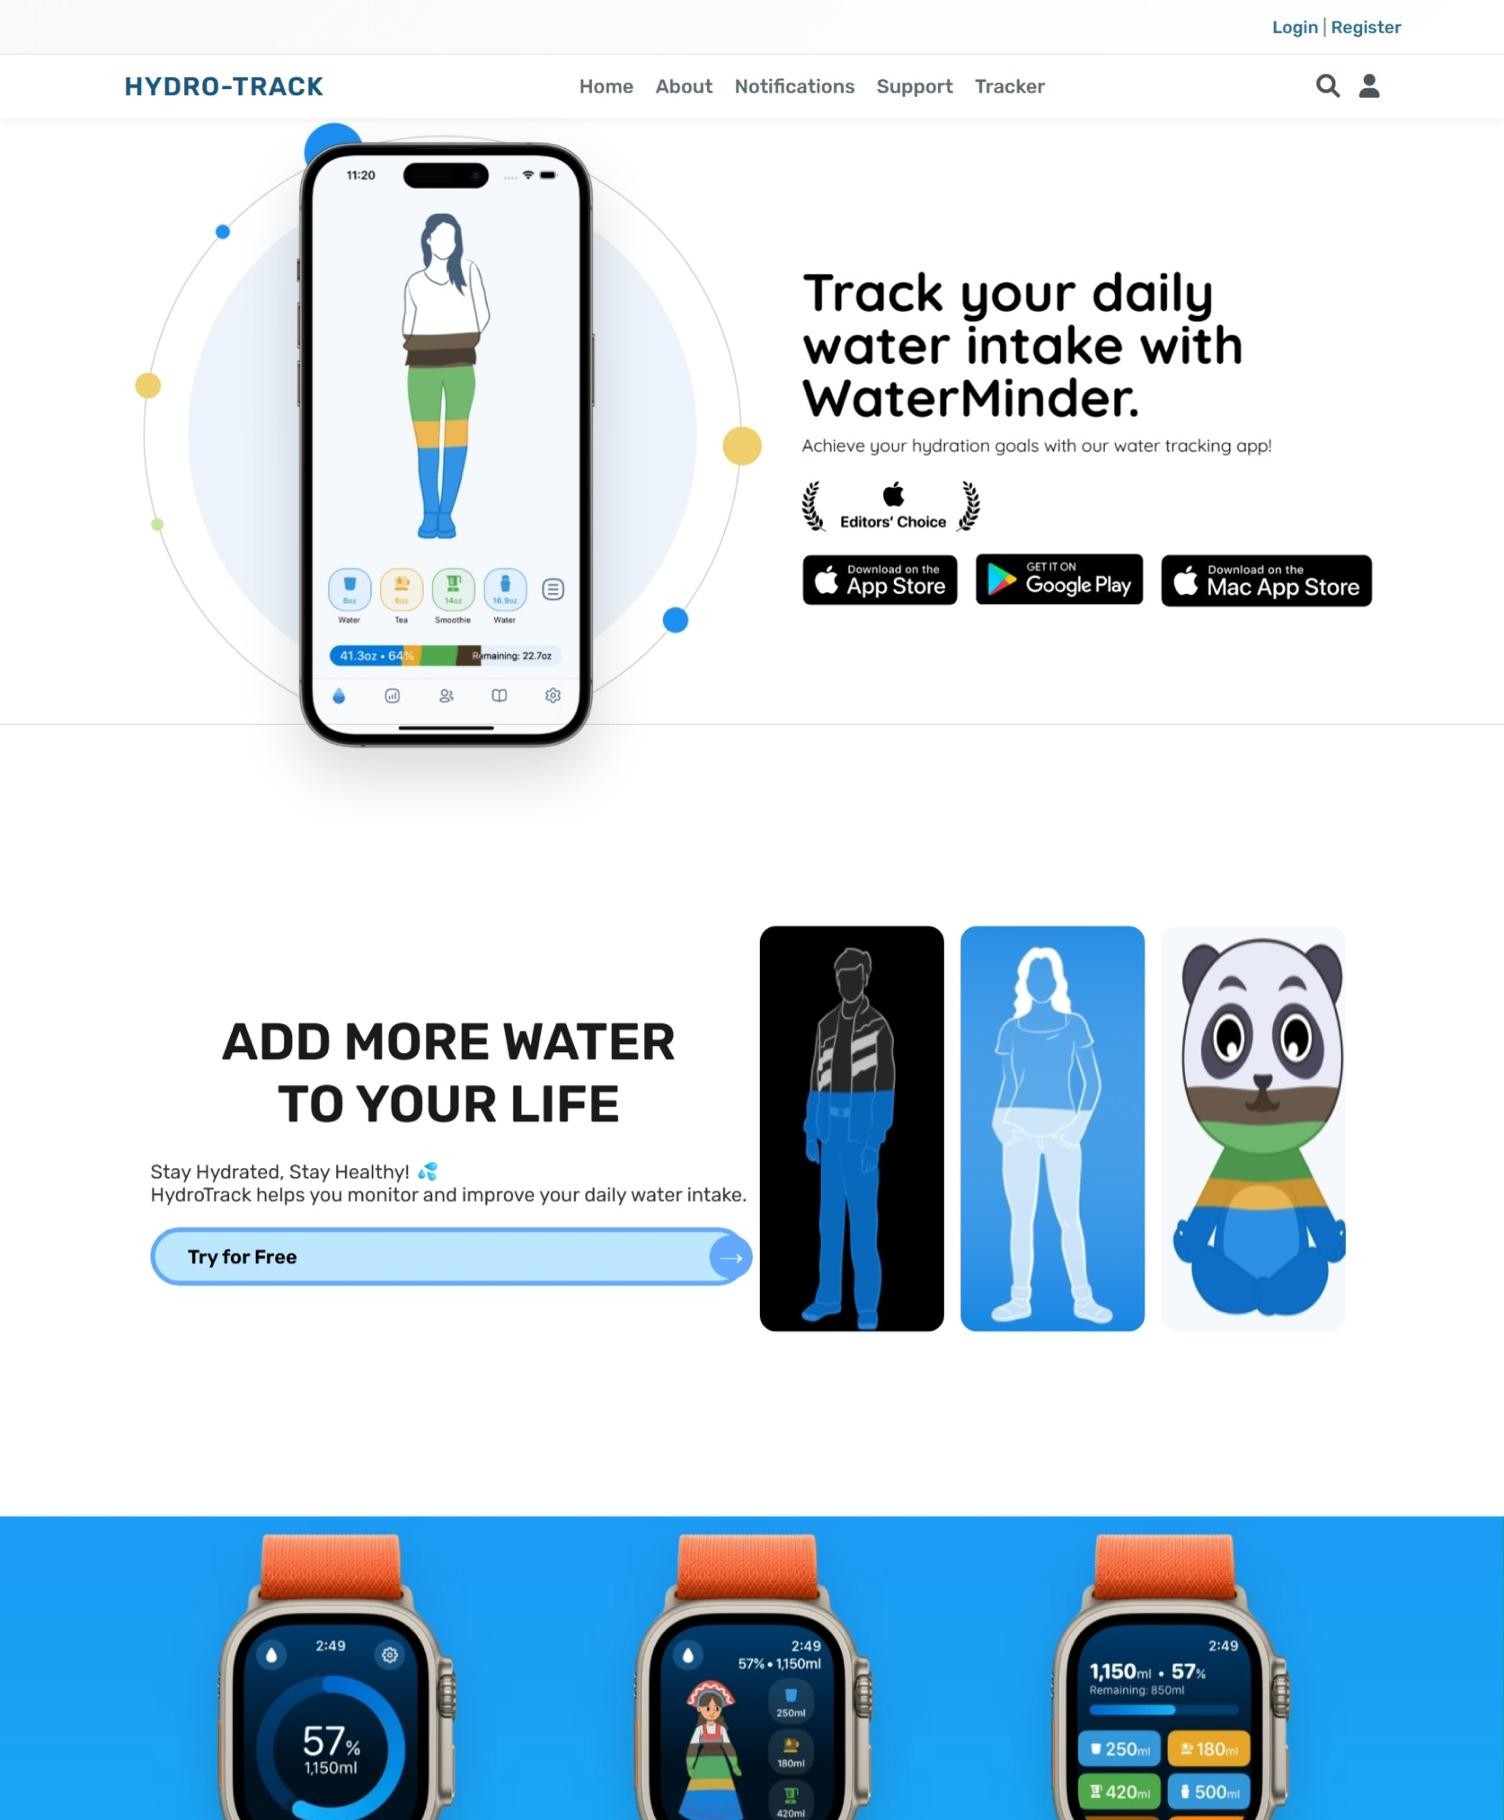 Login | Register
HYDRO-TRACK
Home About Notifications Support Tracker
11:20
8oz 6oz 14oz 16.9oz
Water Tea Smoothie Water
41.3oz • 64% Remaining: 22.7oz
Track your daily
water intake with
WaterMinder.
Achieve your hydration goals with our water tracking app!
Editors' Choice
Download on the
App Store
GET IT ON
Google Play
Download on the
Mac App Store
ADD MORE WATER
TO YOUR LIFE
Stay Hydrated, Stay Healthy! 💦
HydroTrack helps you monitor and improve your daily water intake.
Try for Free →
2:49
57%
1,150ml
2:49
57% • 1,150ml
250ml
180ml
420ml
2:49
1,150ml • 57%
Remaining: 850ml
250ml 180ml
420ml 500ml